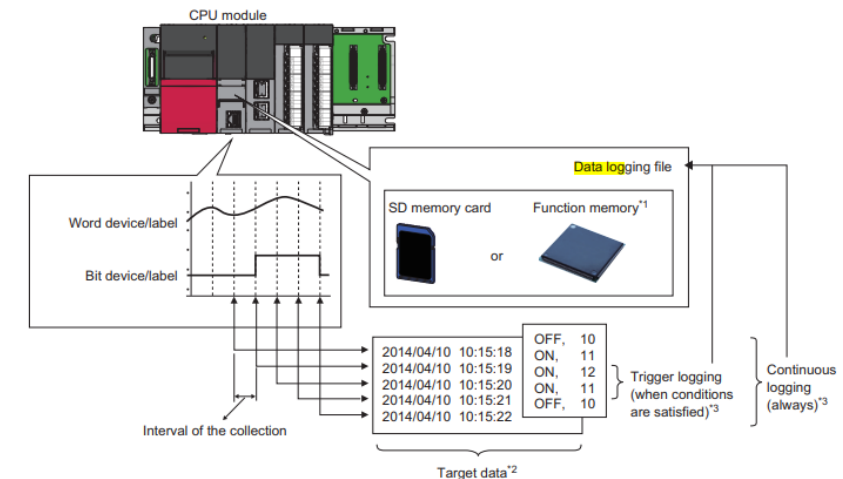 CPU module
Data logging file
SD memory card
Function memory*1
or
Word device/label
Bit device/label
2014/04/10 10:15:18
2014/04/10 10:15:19
2014/04/10 10:15:20
2014/04/10 10:15:21
2014/04/10 10:15:22
OFF, 10
ON, 11
ON, 12
ON, 11
OFF, 10
Trigger logging
(when conditions
are satisfied)*3
Continuous
logging
(always)*3
Interval of the collection
Target data*2